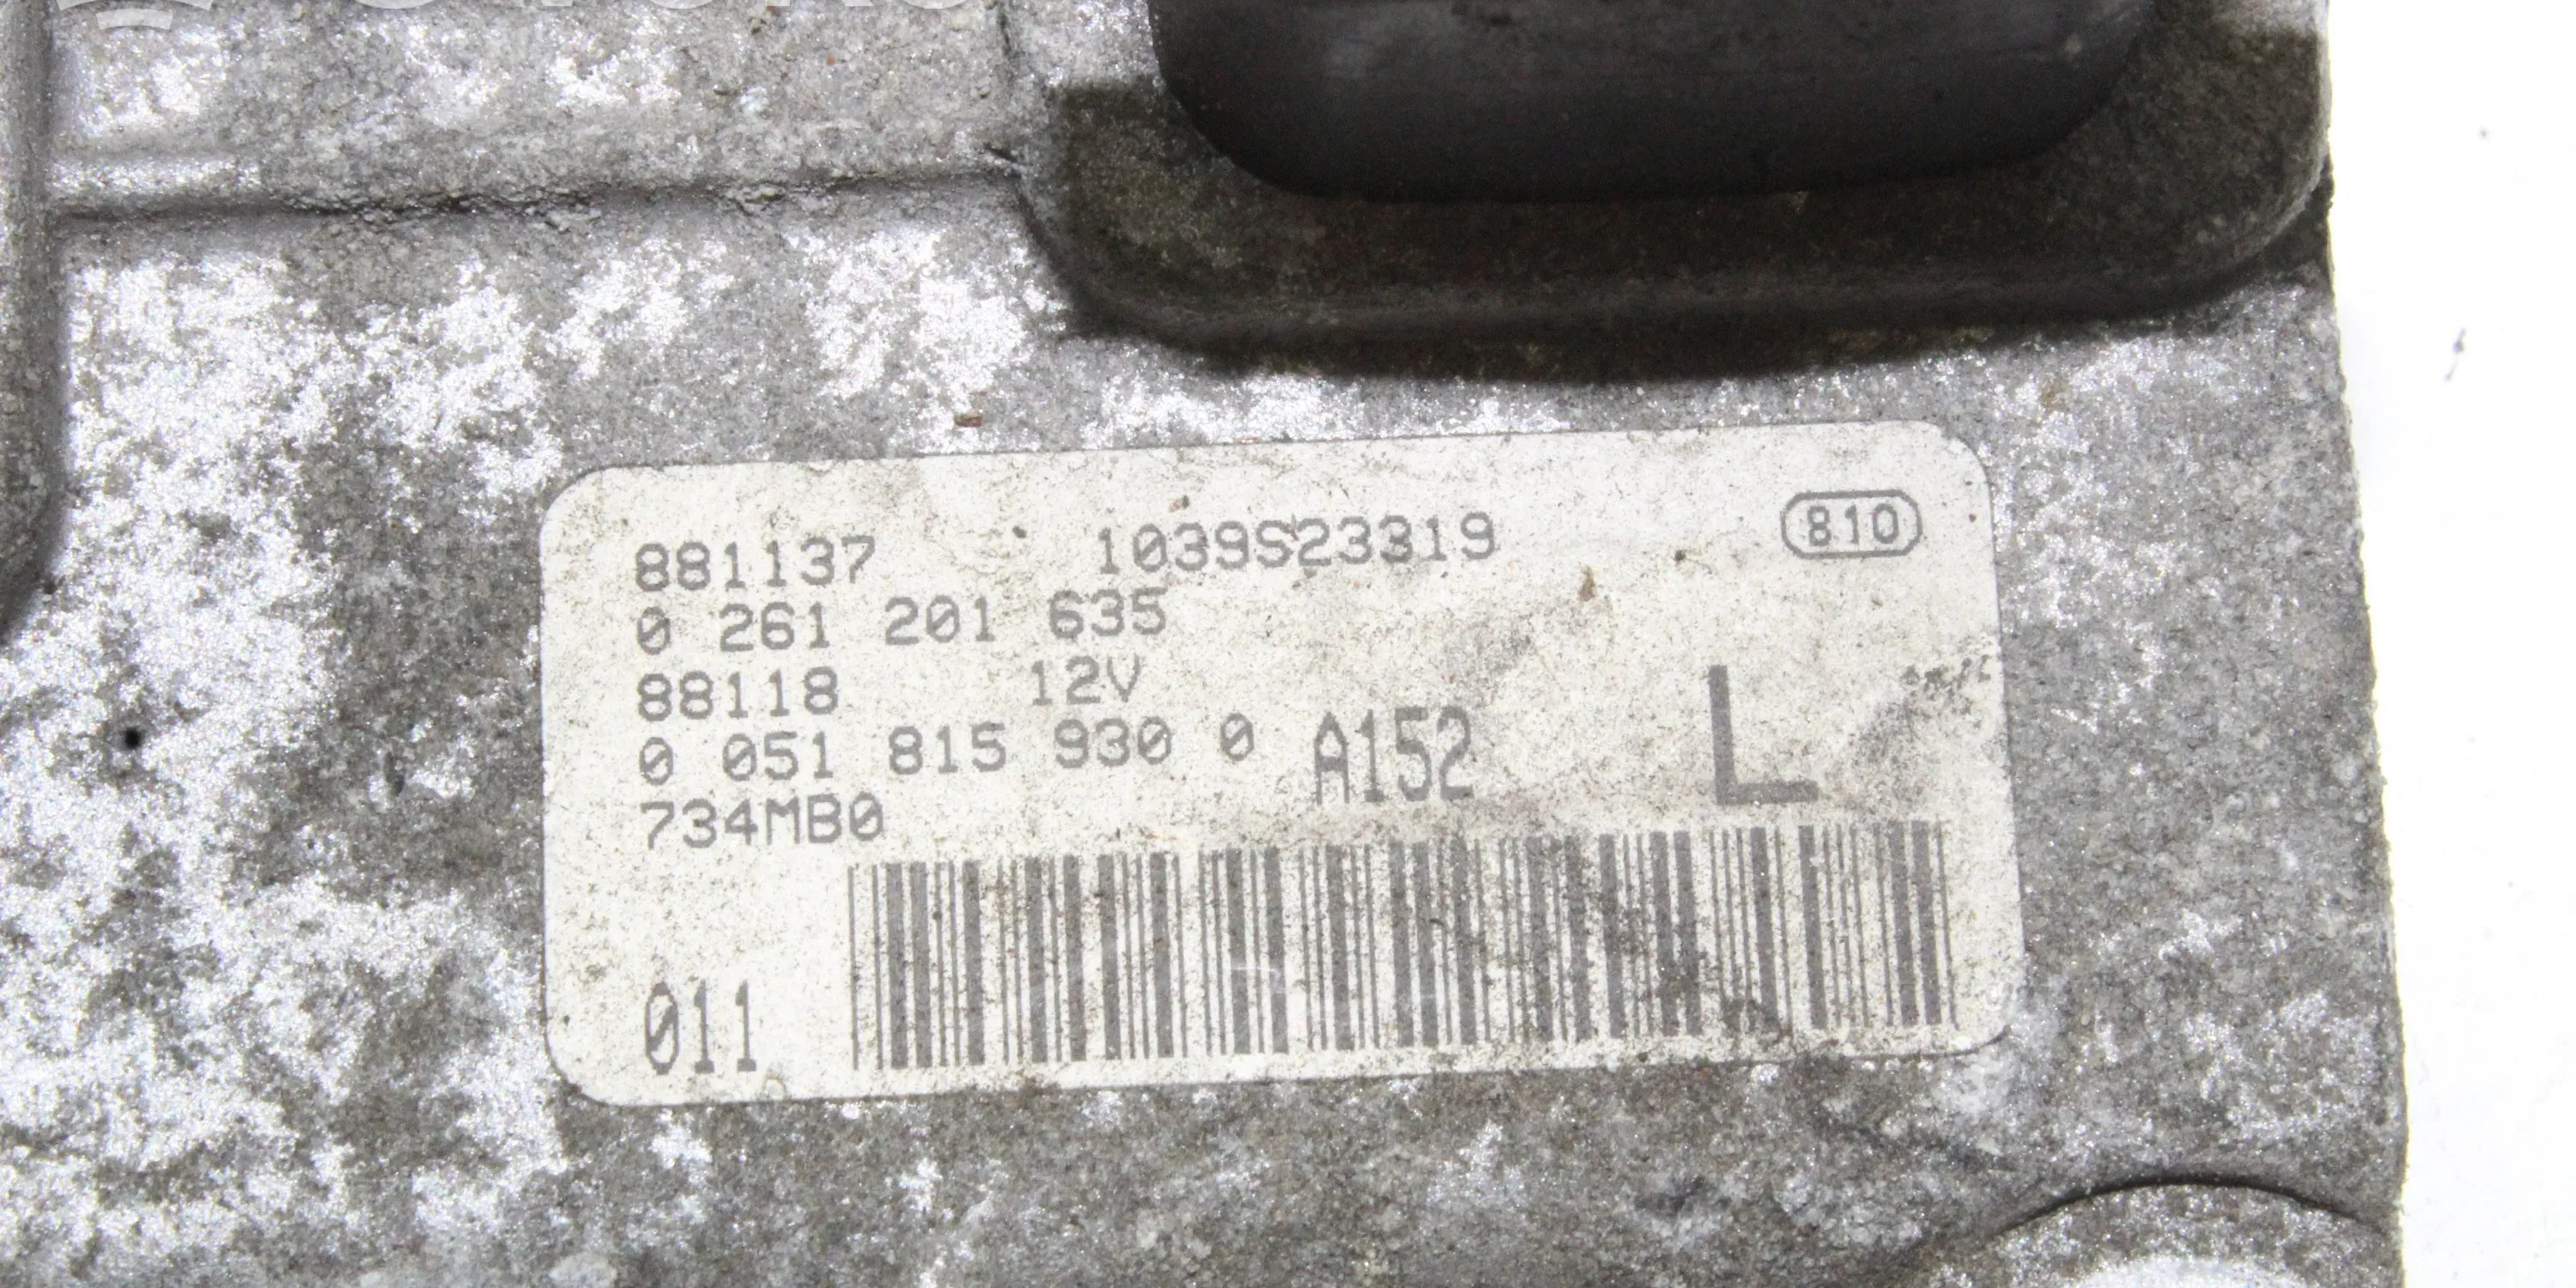 881137 1039S23319 810
0 261 201 635
88118 12V
0 051 815 930 0 A152 L
734MB0
011